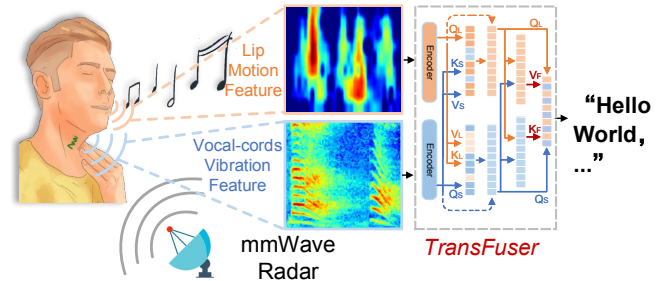 Lip
Motion
Feature
Vocal-cords
Vibration
Feature
mmWave
Radar
Encoder
Encoder
QL
KS
VS
VL
KL
QS
QL
VF
KF
QS
TransFuser
“Hello
World,
...”